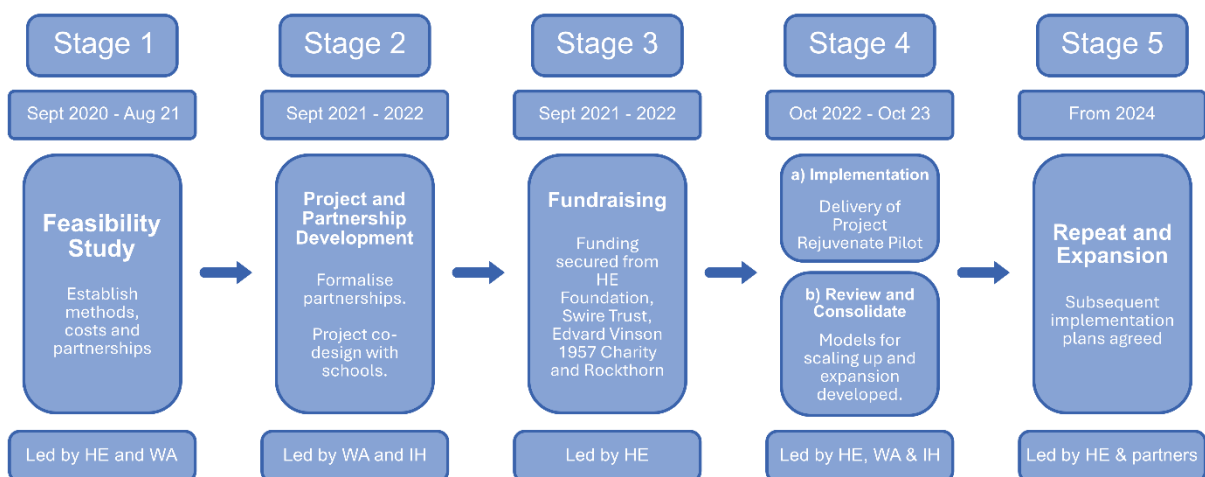 Stage 1
Stage 2
Stage 3
Stage 4
Stage 5
Sept 2020 - Aug 21
Sept 2021 - 2022
Sept 2021 - 2022
Oct 2022 - Oct 23
From 2024
Feasibility
Study
Establish
methods,
costs and
partnerships
Project and
Partnership
Development
Formalise
partnerships.
Project co-
design with
schools.
Fundraising
Funding
secured from
HE
Foundation,
Swire Trust,
Edvard Vinson
1957 Charity
and Rockthorn
a) Implementation
Delivery of
Project
Rejuvenate Pilot
b) Review and
Consolidate
Models for
scaling up and
expansion
developed.
Repeat and
Expansion
Subsequent
implementation
plans agreed
Led by HE and WA
Led by WA and IH
Led by HE
Led by HE, WA & IH
Led by HE & partners